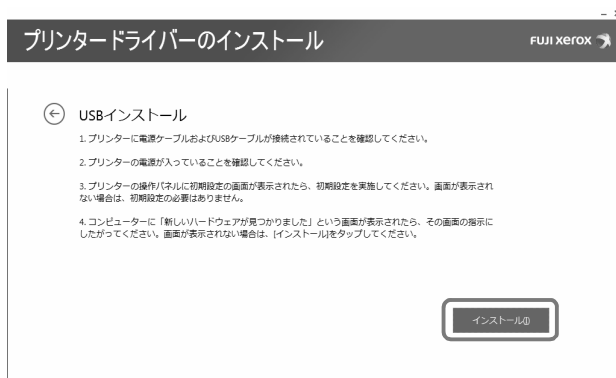 プリンタードライバーのインストール
FUJI XEROX
USBインストール
1. プリンターに電源ケーブルおよびUSBケーブルが接続されていることを確認してください。
2. プリンターの電源が入っていることを確認してください。
3. プリンターの操作パネルに初期設定の画面が表示されたら、初期設定を実施してください。画面が表示され
ない場合は、初期設定の必要はありません。
4. コンピューターに「新しいハードウェアが見つかりました」という画面が表示されたら、その画面の指示に
したがってください。画面が表示されない場合は、[インストール]をタップしてください。
インストール(I)